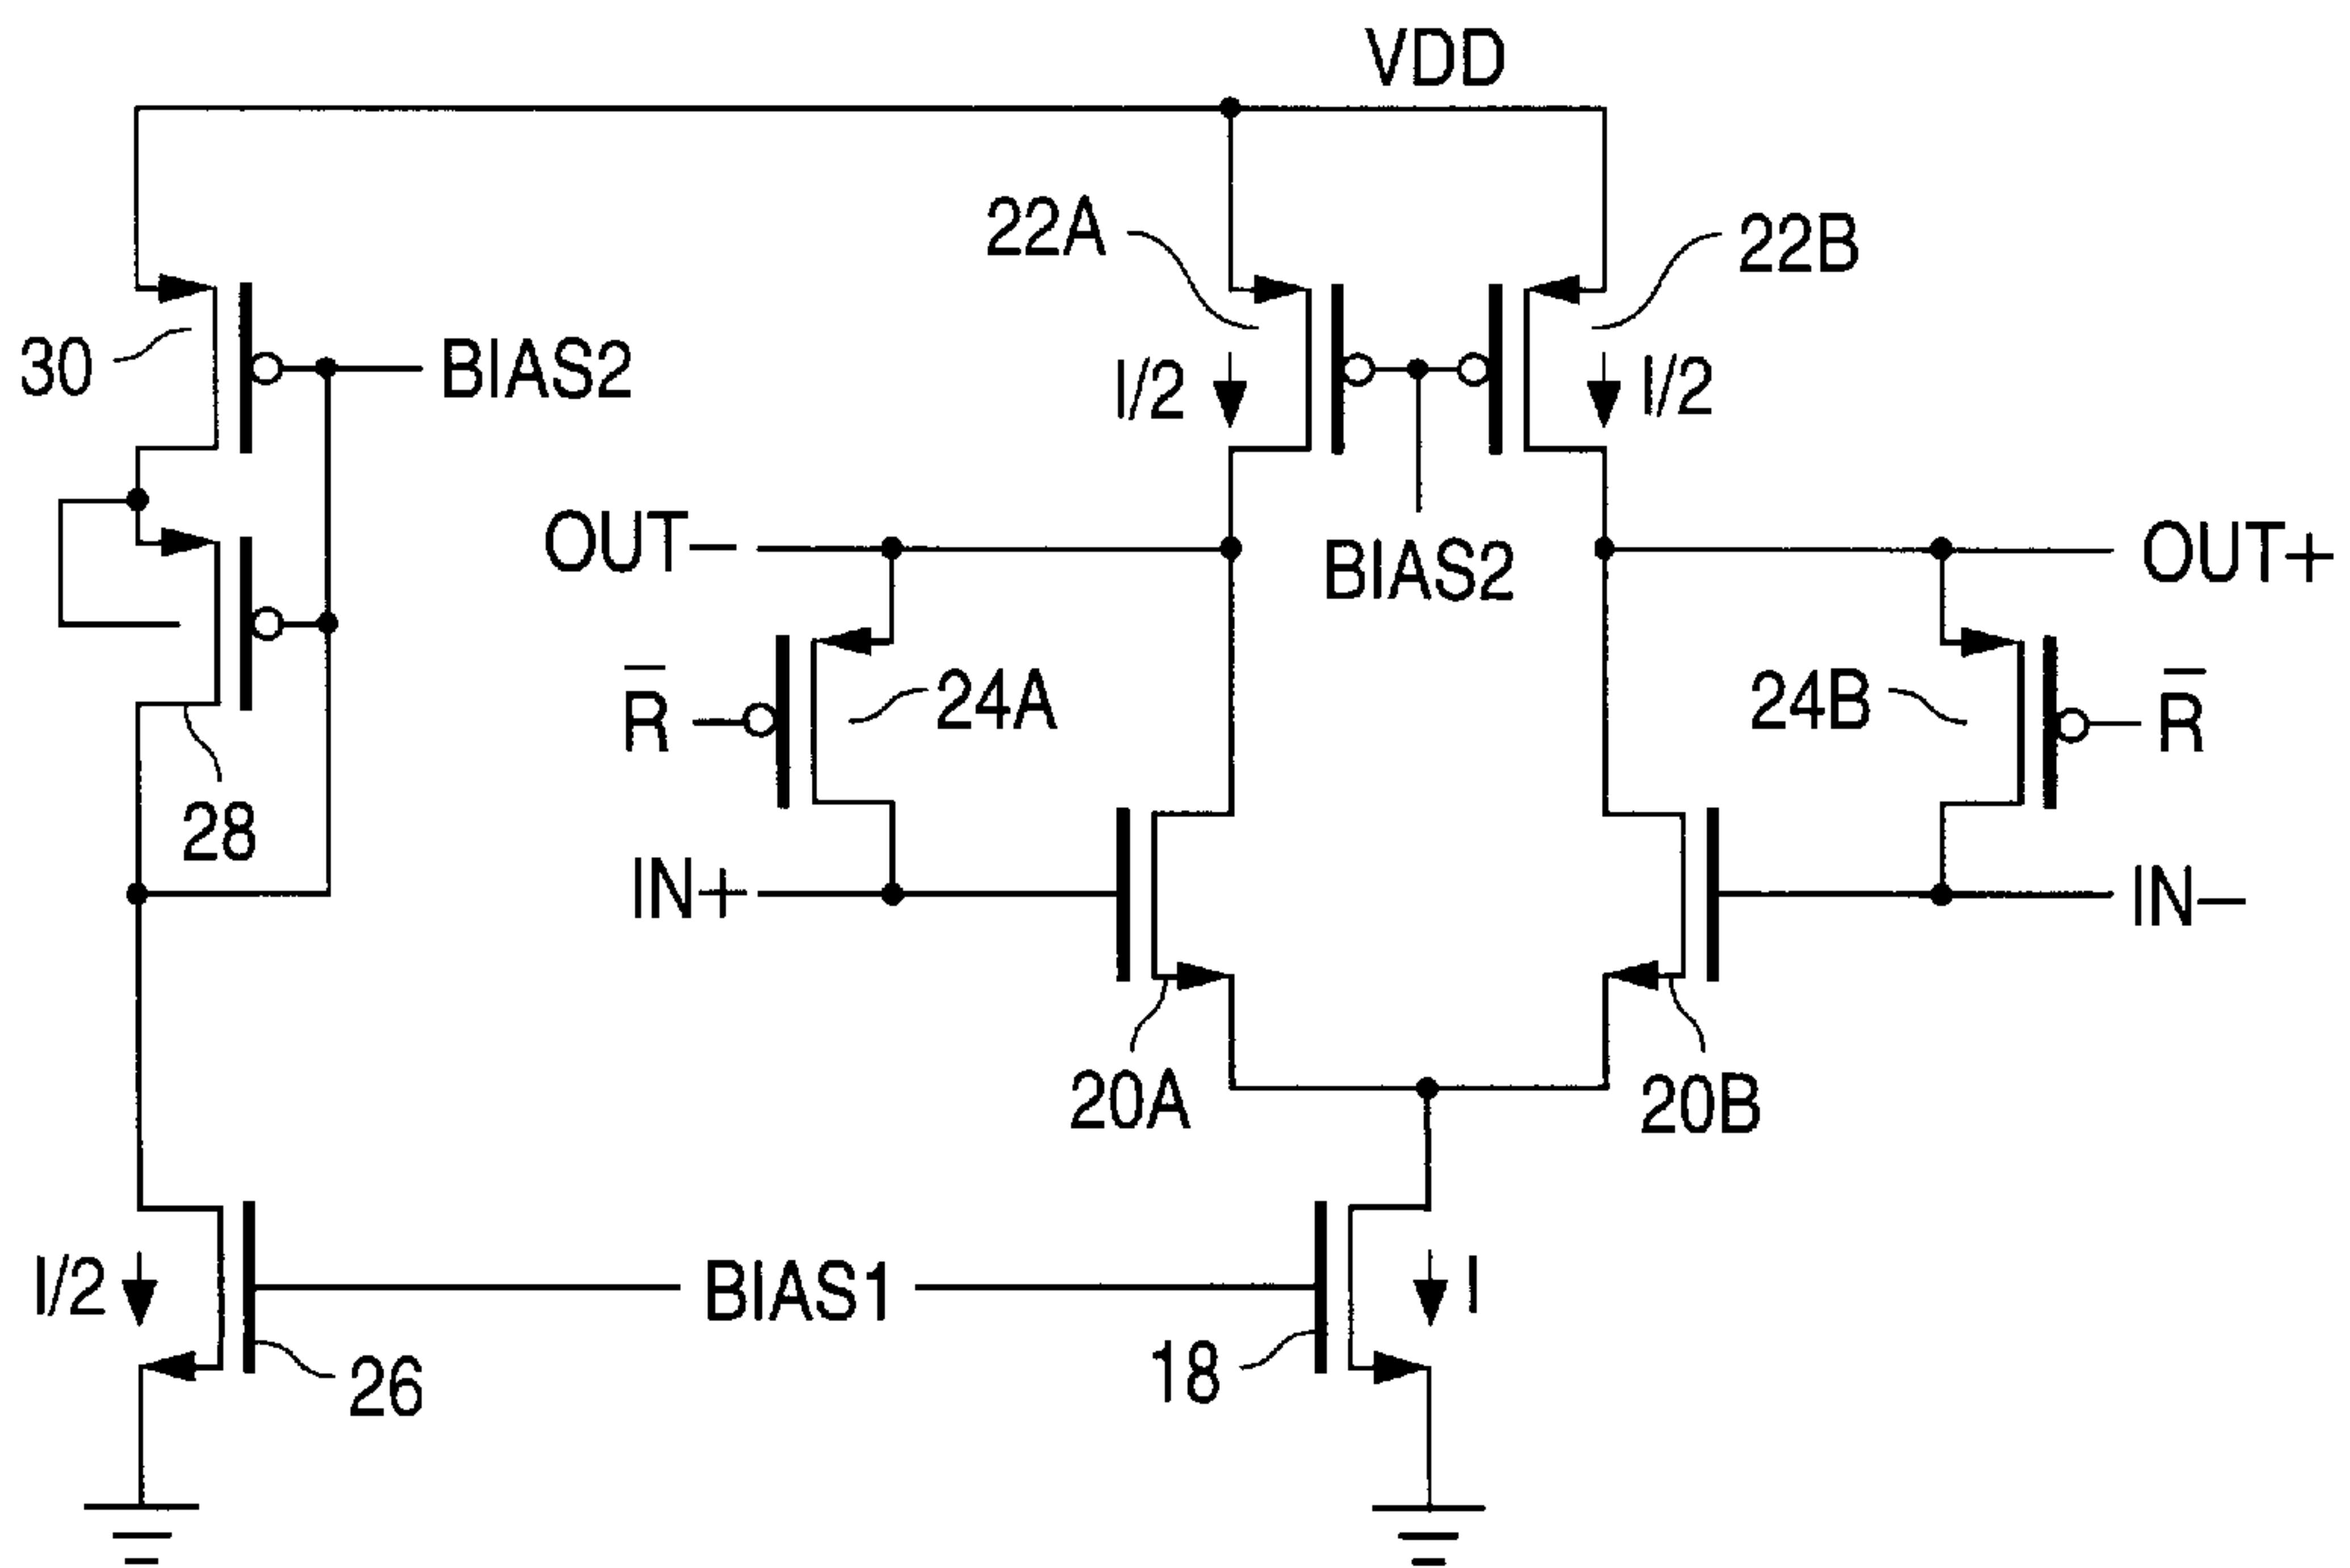 VDD
22A
22B
30
BIAS2
I/2
I/2
OUT–
BIAS2
OUT+
R̅
24A
24B
R̅
28
IN+
IN–
20A
20B
I/2
BIAS1
I
26
18